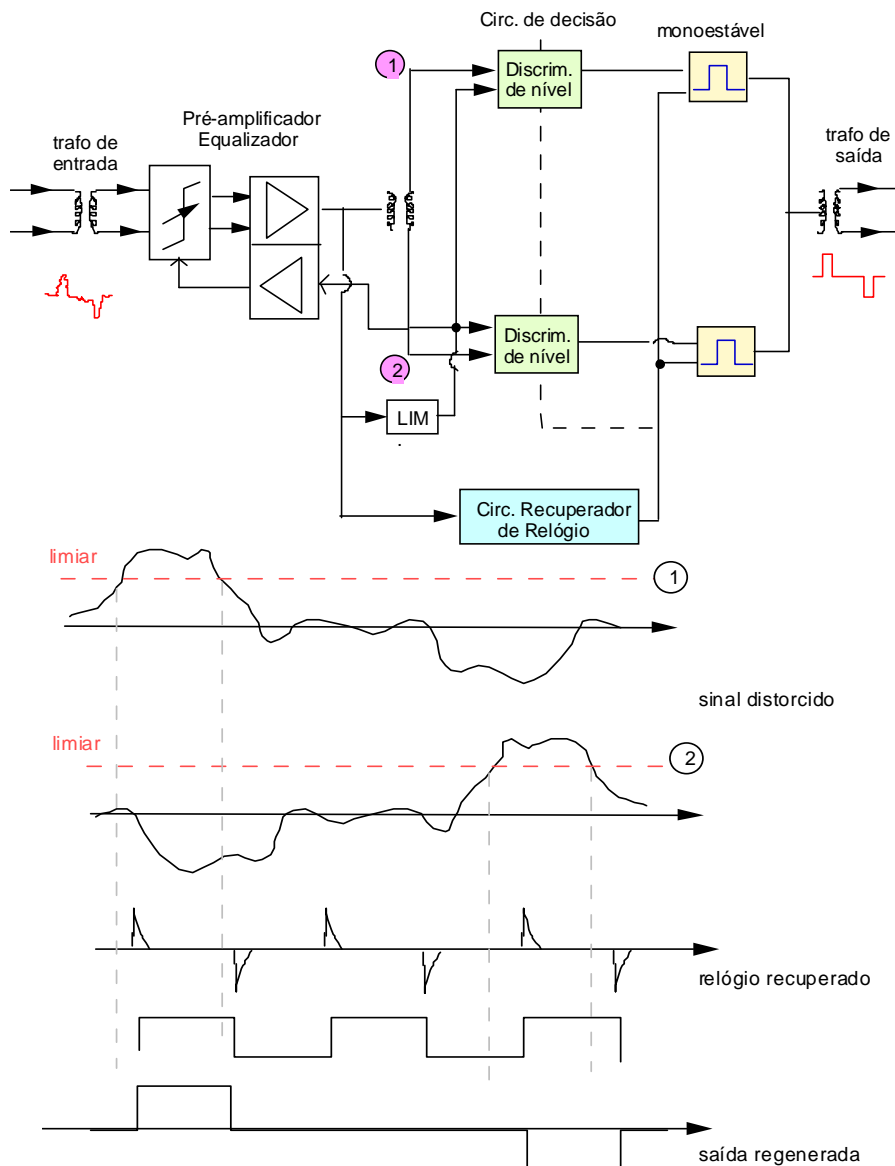 Circ. de decisão
monoestável
1
Discrim.
de nível
Pré-amplificador
Equalizador
trafo de
entrada
trafo de
saída
Discrim.
de nível
2
LIM
Circ. Recuperador
de Relógio
limiar
1
sinal distorcido
limiar
2
relógio recuperado
saída regenerada